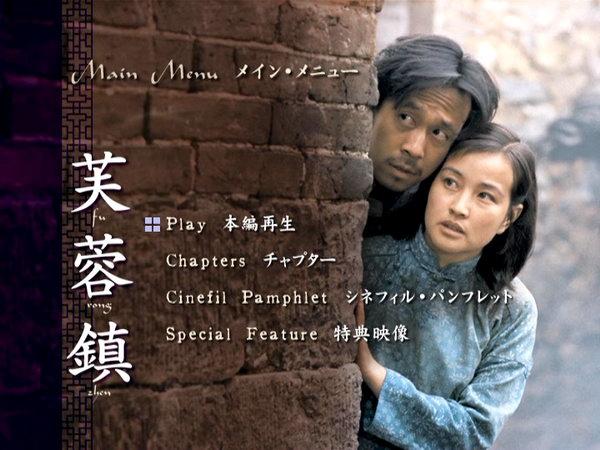 Main Menu メイン・メニュー
芙
fu
蓉
rong
鎮
zhen
Play 本編再生
Chapters チャプター
Cinefil Pamphlet シネフィル・パンフレット
Special Feature 特典映像